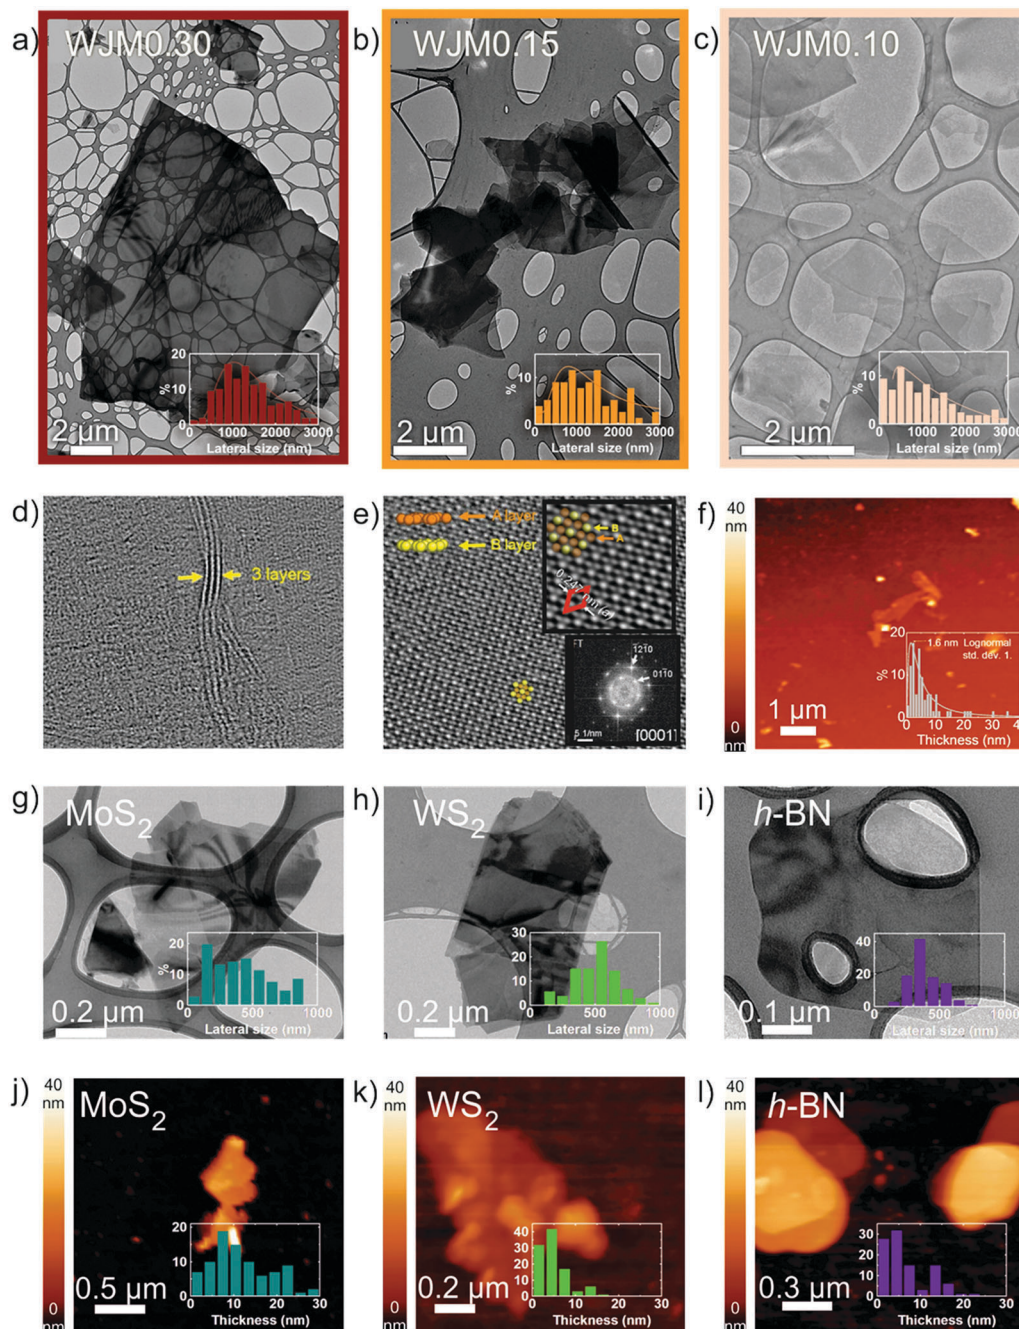 a) WJM0.30
20
10
0
%
0 1000 2000 3000
Lateral size (nm)
2 µm
b) WJM0.15
10
0
%
0 1000 2000 3000
Lateral size (nm)
2 µm
c) WJM0.10
10
0
%
0 1000 2000 3000
Lateral size (nm)
2 µm
d)
3 layers
e)
A layer
B layer
B
A
0.247 nm (a)
FT
1210
0110
5 1/nm
[0001]
f)
40
nm
0
nm
20
10
0
%
1.6 nm Lognormal
std. dev. 1.
0 10 20 30
Thickness (nm)
1 µm
g) MoS2
20
10
0
%
0 500 1000
Lateral size (nm)
0.2 µm
h) WS2
30
20
10
0
0 500 1000
Lateral size (nm)
0.2 µm
i) h-BN
40
20
0
0 500 1000
Lateral size (nm)
0.1 µm
j) MoS2
40
nm
0
nm
20
10
0
0 10 20 30
Thickness (nm)
0.5 µm
k) WS2
40
nm
0
nm
40
30
20
10
0
0 10 20 30
Thickness (nm)
0.2 µm
l) h-BN
40
nm
0
nm
30
20
10
0
0 10 20 30
Thickness (nm)
0.3 µm